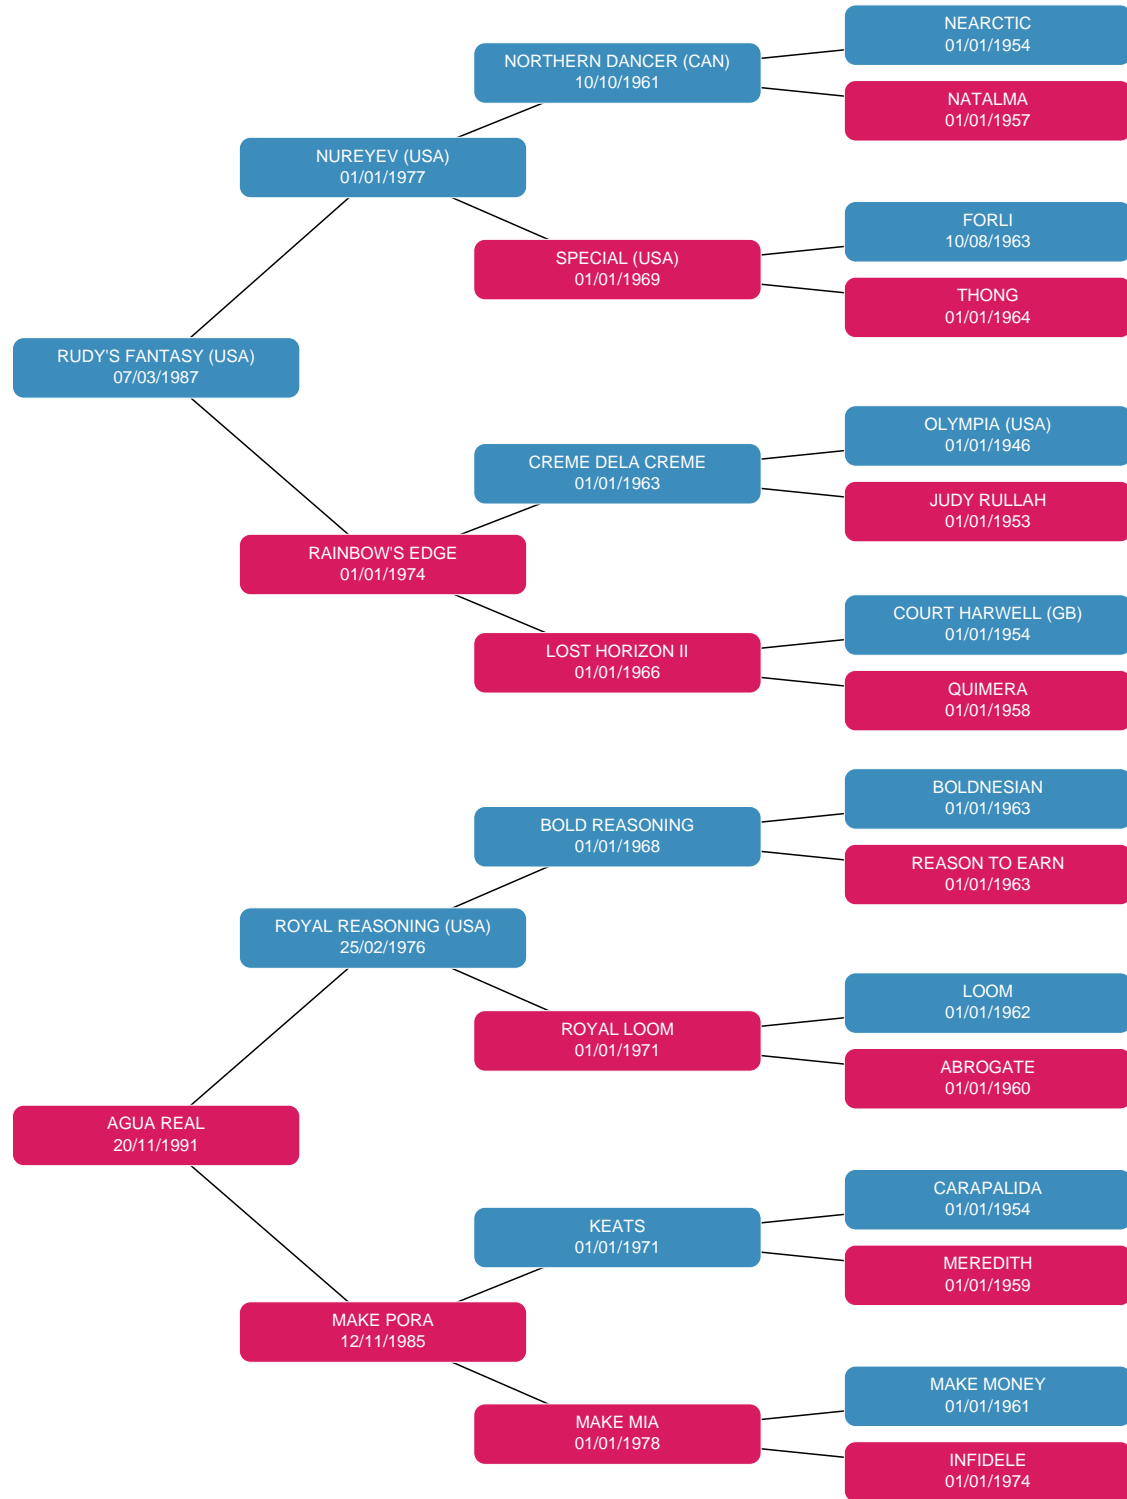 NEARCTIC
01/01/1954
NORTHERN DANCER (CAN)
10/10/1961
NATALMA
01/01/1957
NUREYEV (USA)
01/01/1977
FORLI
10/08/1963
SPECIAL (USA)
01/01/1969
THONG
01/01/1964
RUDY'S FANTASY (USA)
07/03/1987
OLYMPIA (USA)
01/01/1946
CREME DELA CREME
01/01/1963
JUDY RULLAH
01/01/1953
RAINBOW'S EDGE
01/01/1974
COURT HARWELL (GB)
01/01/1954
LOST HORIZON II
01/01/1966
QUIMERA
01/01/1958
BOLDNESIAN
01/01/1963
BOLD REASONING
01/01/1968
REASON TO EARN
01/01/1963
ROYAL REASONING (USA)
25/02/1976
LOOM
01/01/1962
ROYAL LOOM
01/01/1971
ABROGATE
01/01/1960
AGUA REAL
20/11/1991
CARAPALIDA
01/01/1954
KEATS
01/01/1971
MEREDITH
01/01/1959
MAKE PORA
12/11/1985
MAKE MONEY
01/01/1961
MAKE MIA
01/01/1978
INFIDELE
01/01/1974